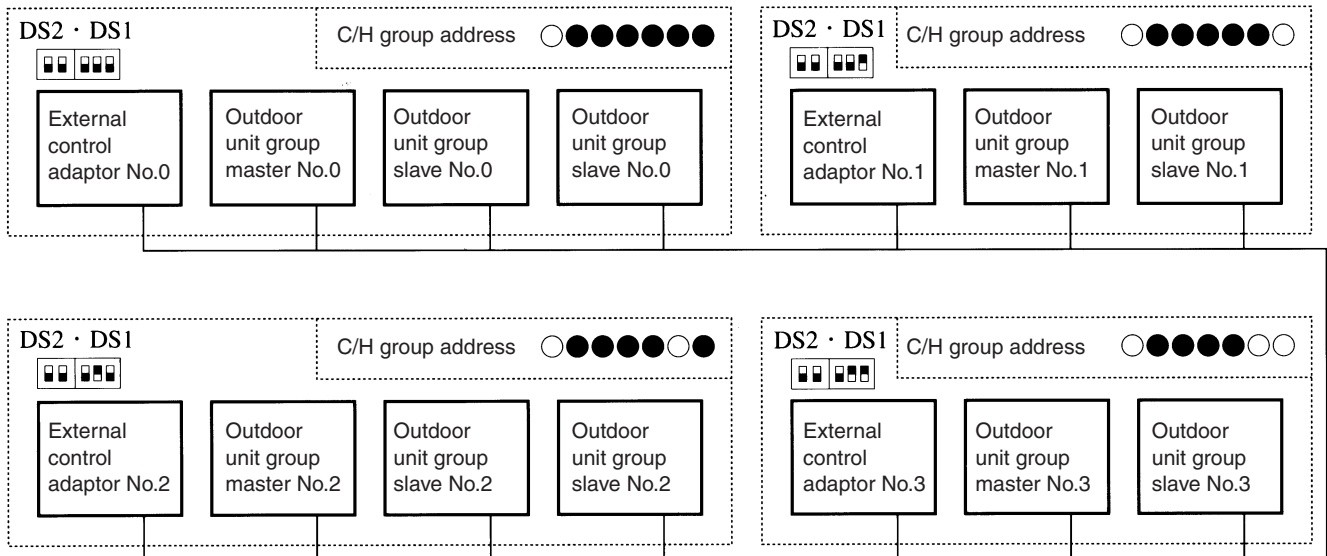 DS2 · DS1
C/H group address
External
control
adaptor No.0
Outdoor
unit group
master No.0
Outdoor
unit group
slave No.0
Outdoor
unit group
slave No.0
DS2 · DS1
C/H group address
External
control
adaptor No.1
Outdoor
unit group
master No.1
Outdoor
unit group
slave No.1
DS2 · DS1
C/H group address
External
control
adaptor No.2
Outdoor
unit group
master No.2
Outdoor
unit group
slave No.2
Outdoor
unit group
slave No.2
DS2 · DS1
C/H group address
External
control
adaptor No.3
Outdoor
unit group
master No.3
Outdoor
unit group
slave No.3